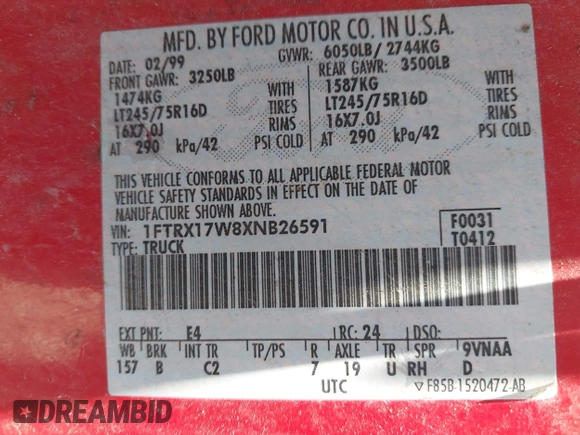 MFD. BY FORD MOTOR CO. IN U.S.A.
DATE: 02/99 GVWR: 6050LB/ 2744KG
FRONT GAWR: 3250LB REAR GAWR: 3500LB
1474KG WITH 1587KG WITH
LT245/75R16D TIRES LT245/75R16D TIRES
16X7.0J RIMS 16X7.0J RIMS
AT 290 kPa/42 PSI COLD AT 290 kPa/42 PSI COLD
THIS VEHICLE CONFORMS TO ALL APPLICABLE FEDERAL MOTOR
VEHICLE SAFETY STANDARDS IN EFFECT ON THE DATE OF
MANUFACTURE SHOWN ABOVE.
VIN: 1FTRX17W8XNB26591 F0031
TYPE: TRUCK T0412
EXT PNT: E4 RC: 24 DSO:
WB BRK INT TR TP/PS R AXLE TR SPR 9VNAA
157 B C2 7 19 U RH D
UTC ▽F85B-1520472-AB
DREAMBID